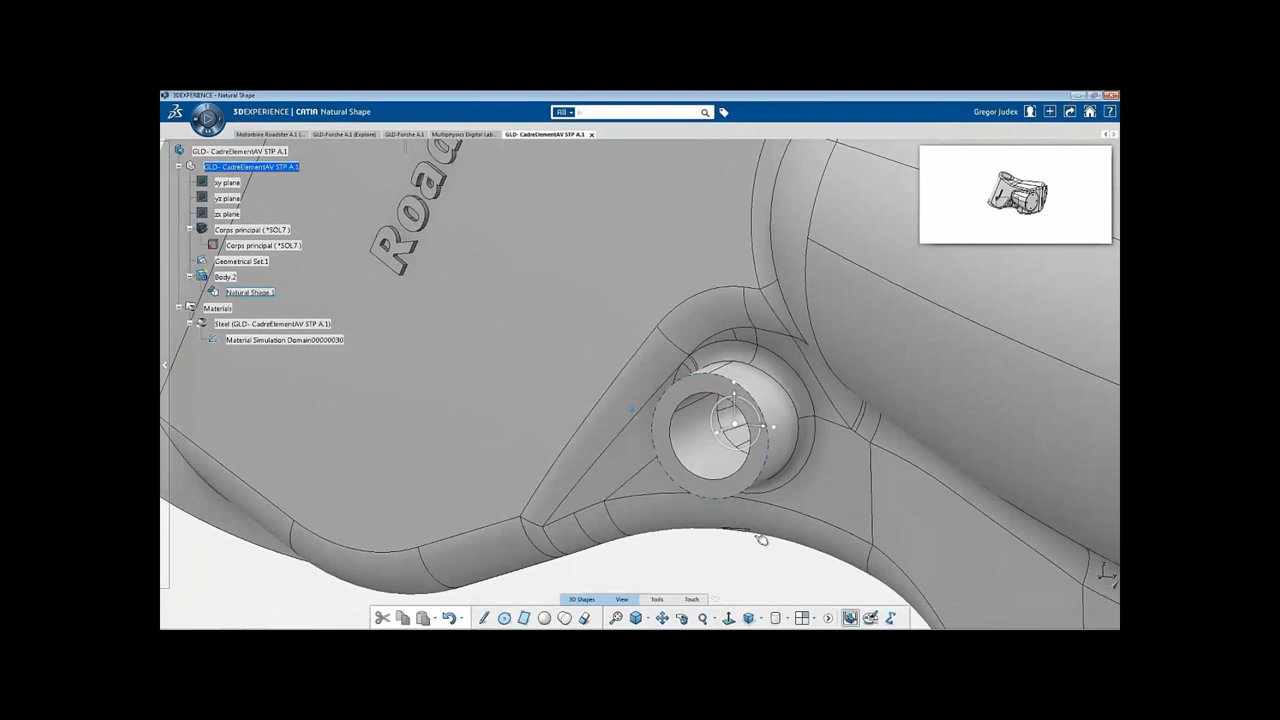 3DEXPERIENCE - Natural Shape
3DEXPERIENCE | CATIA Natural Shape
All
Gregor Judex
Motorbike Roadster A.1 (...
GLD-Forche A.1 (Explore)
GLD-Forche A.1
Multiphysics Digital Lab...
GLD- CadreElementAV STP A.1
GLD- CadreElementAV STP A.1
GLD- CadreElementAV STP A.1
xy plane
yz plane
zx plane
Corps principal ( *SOL7 )
Corps principal ( *SOL7 )
Geometrical Set.1
Body.2
Natural Shape.1
Materials
Steel (GLD- CadreElementAV STP A.1)
Material Simulation Domain00000030
Road
3D Shapes
View
Tools
Touch